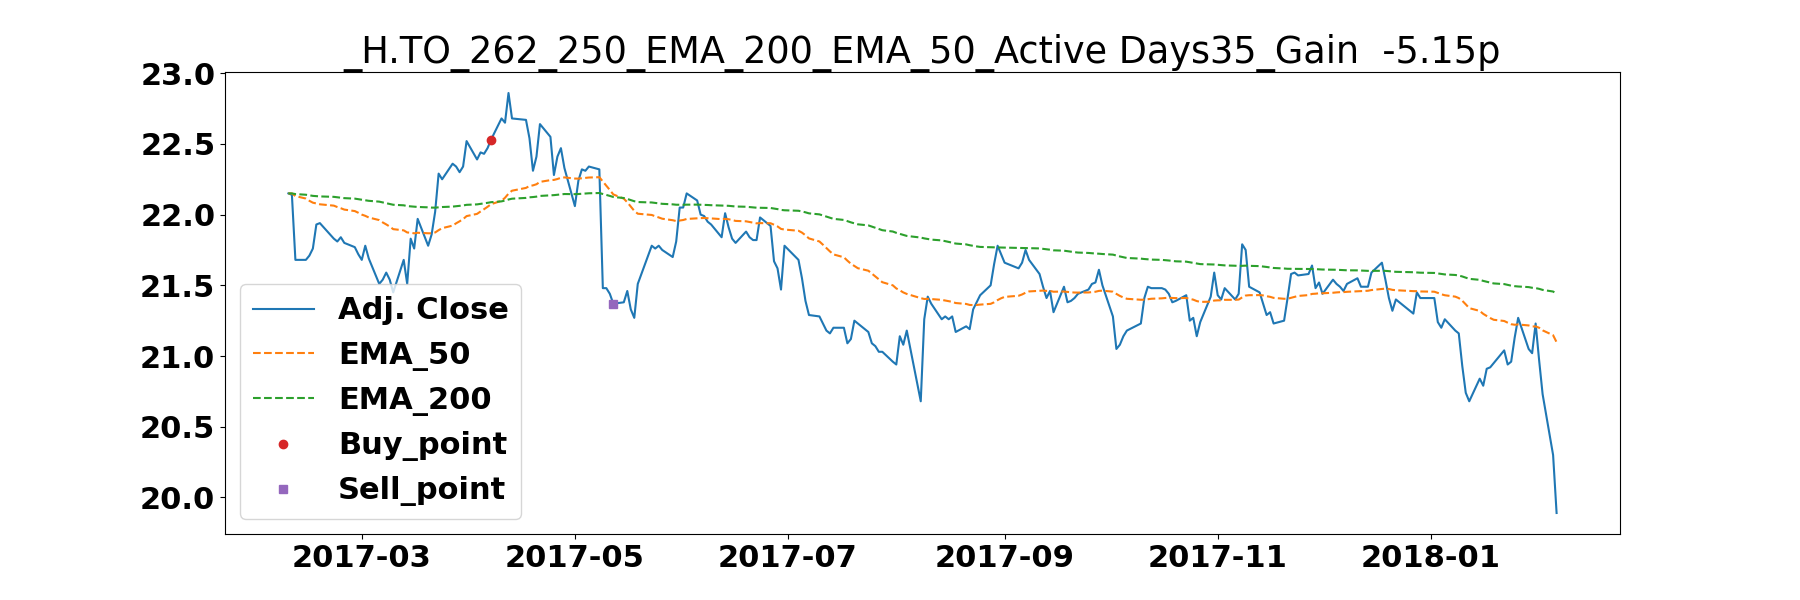 _H.TO_262_250_EMA_200_EMA_50_Active Days35_Gain  -5.15p
23.0
22.5
22.0
21.5
21.0
20.5
20.0
Adj. Close
EMA_50
EMA_200
Buy_point
Sell_point
2017-03 2017-05 2017-07 2017-09 2017-11 2018-01